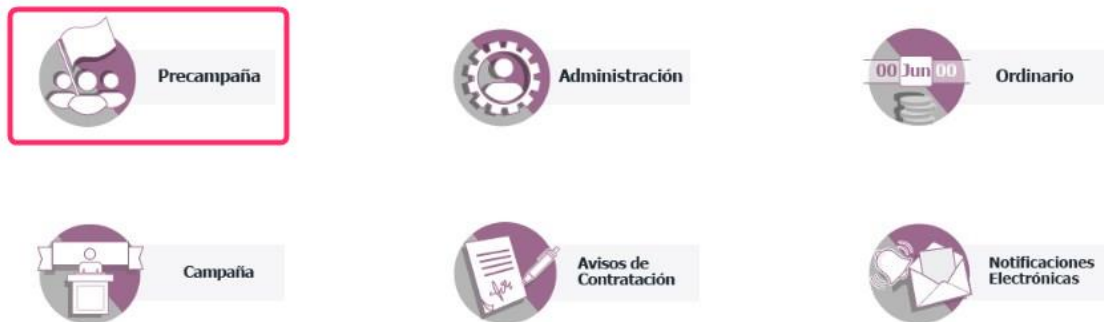 Precampaña
Administración
00 Jun 00
Ordinario
Campaña
Avisos de
Contratación
Notificaciones
Electrónicas